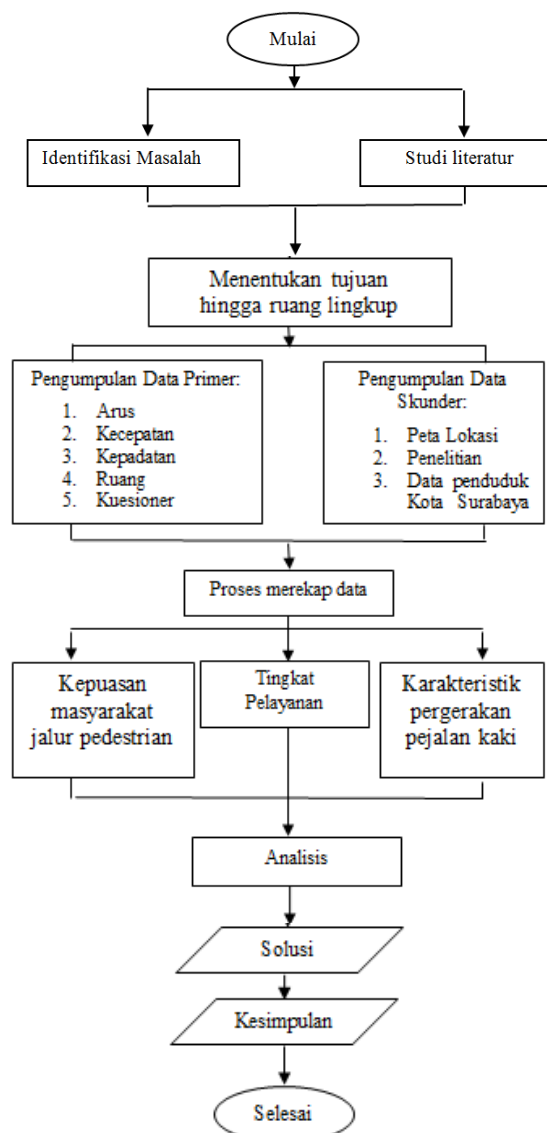 Mulai
Identifikasi Masalah
Studi literatur
Menentukan tujuan
hingga ruang lingkup
Pengumpulan Data Primer:
1. Arus
2. Kecepatan
3. Kepadatan
4. Ruang
5. Kuesioner
Pengumpulan Data
Skunder:
1. Peta Lokasi
2. Penelitian
3. Data penduduk
Kota Surabaya
Proses merekap data
Kepuasan
masyarakat
jalur pedestrian
Tingkat
Pelayanan
Karakteristik
pergerakan
pejalan kaki
Analisis
Solusi
Kesimpulan
Selesai